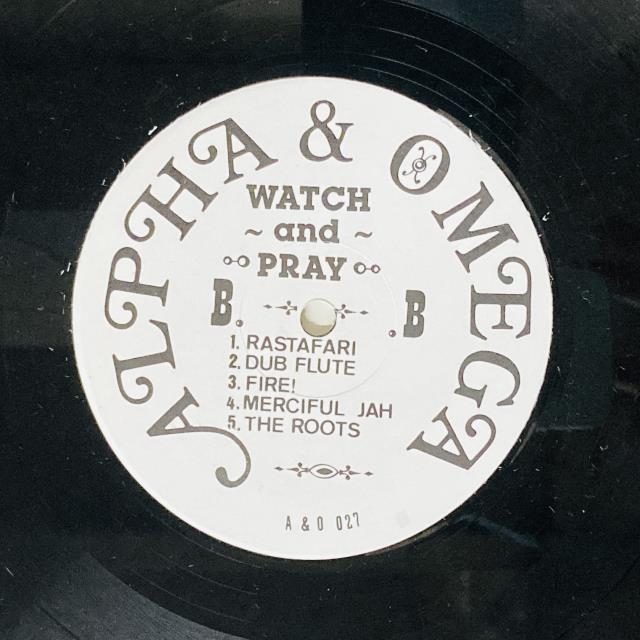 ALPHA & OMEGA
WATCH
~ and ~
PRAY
B. .B
1. RASTAFARI
2. DUB FLUTE
3. FIRE!
4. MERCIFUL JAH
5. THE ROOTS
A & O 027